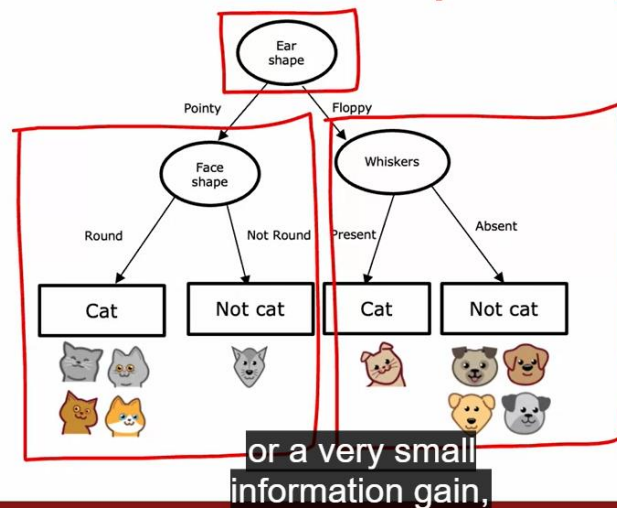 Ear
shape
Pointy
Floppy
Face
shape
Whiskers
Round
Not Round
Present
Absent
Cat
Not cat
Cat
Not cat
or a very small
information gain,